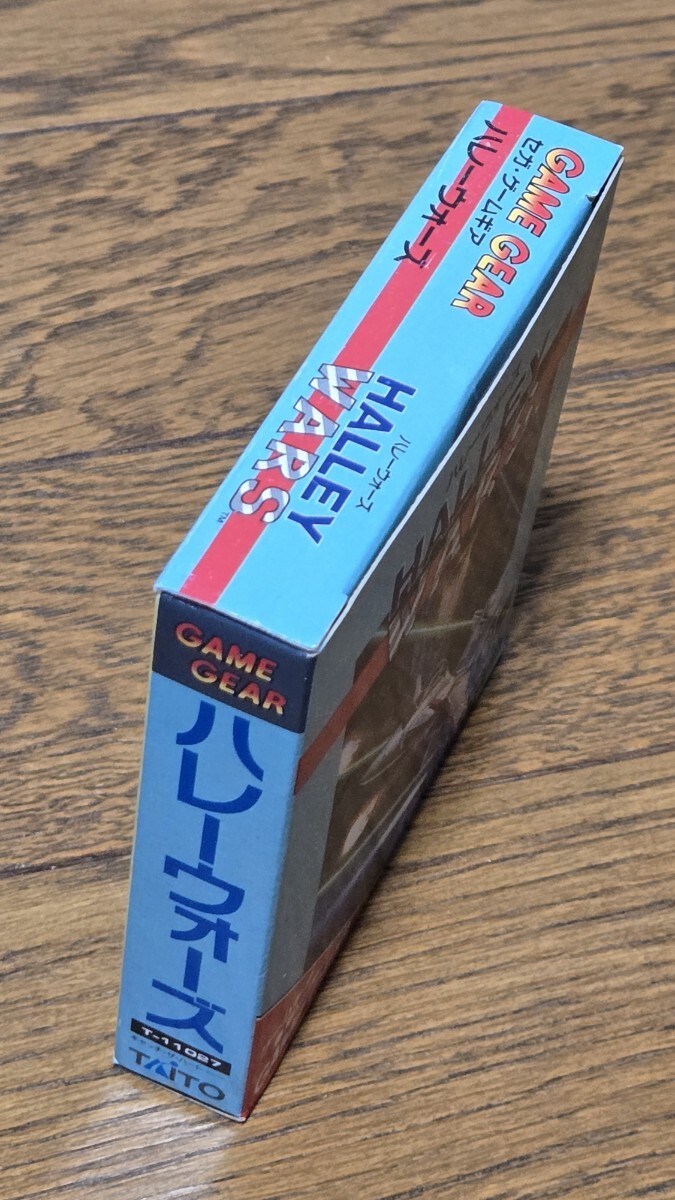 GAME GEAR
セガ・ゲームギア
ハレーウォーズ
HALLEY
WARS
TM
ハレーウォーズ
GAME
GEAR
ハレーウォーズ
T-11027
TAITO